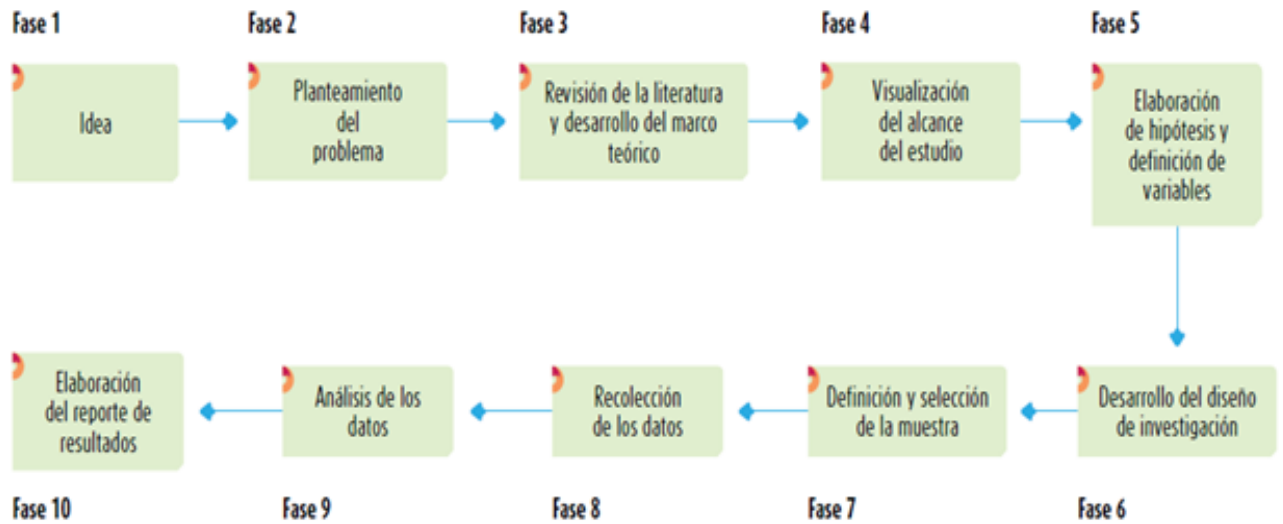 Fase 1
Fase 2
Fase 3
Fase 4
Fase 5
Idea
Planteamiento
del
problema
Revisión de la literatura
y desarrollo del marco
teórico
Visualización
del alcance
del estudio
Elaboración
de hipótesis y
definición de
variables
Elaboración
del reporte de
resultados
Análisis de los
datos
Recolección
de los datos
Definición y selección
de la muestra
Desarrollo del diseño
de investigación
Fase 10
Fase 9
Fase 8
Fase 7
Fase 6